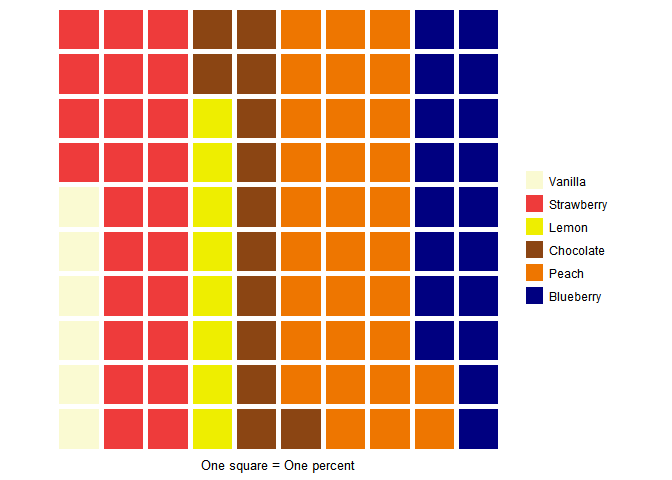 Vanilla
Strawberry
Lemon
Chocolate
Peach
Blueberry
One square = One percent